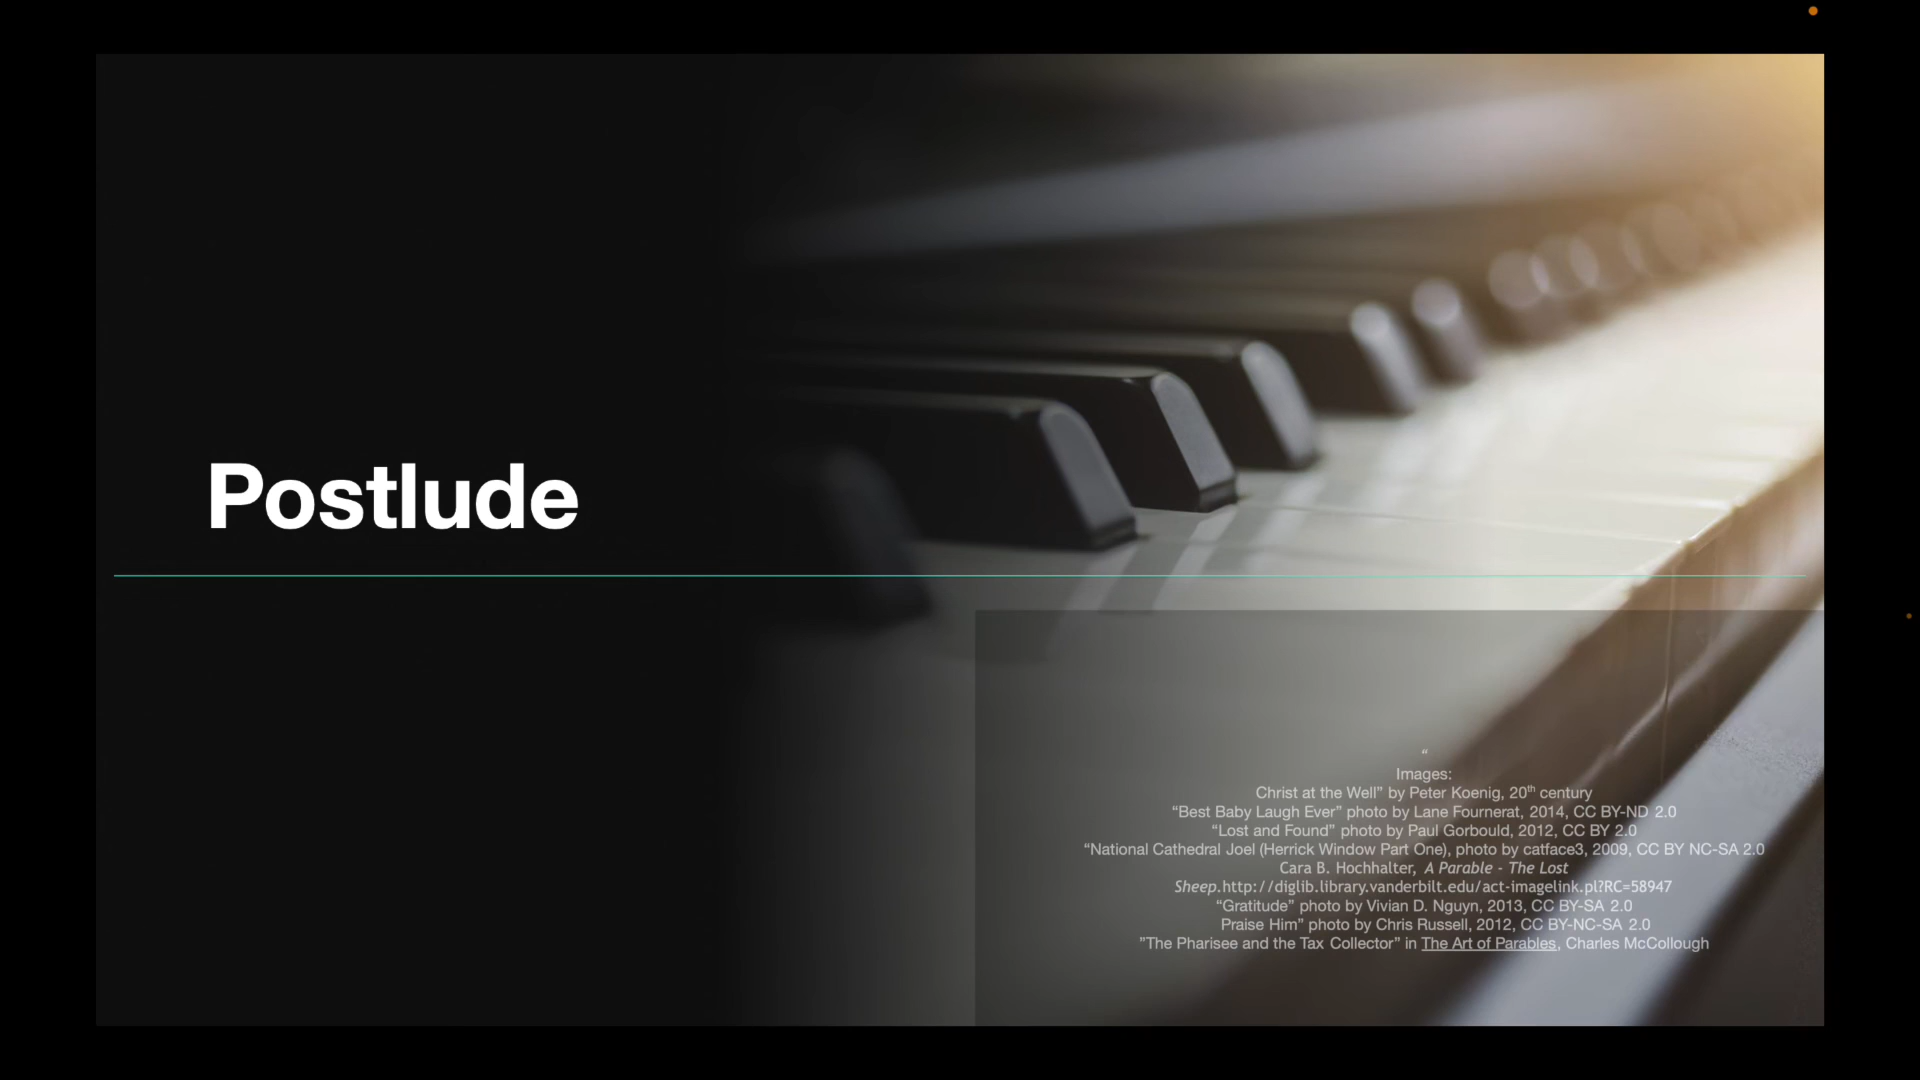 Postlude
“
Images:
Christ at the Well” by Peter Koenig, 20th century
“Best Baby Laugh Ever” photo by Lane Fournerat, 2014, CC BY-ND 2.0
“Lost and Found” photo by Paul Gorbould, 2012, CC BY 2.0
“National Cathedral Joel (Herrick Window Part One), photo by catface3, 2009, CC BY NC-SA 2.0
Cara B. Hochhalter, A Parable - The Lost
Sheep.http://diglib.library.vanderbilt.edu/act-imagelink.pl?RC=58947
“Gratitude” photo by Vivian D. Nguyn, 2013, CC BY-SA 2.0
Praise Him” photo by Chris Russell, 2012, CC BY-NC-SA 2.0
”The Pharisee and the Tax Collector” in The Art of Parables, Charles McCollough